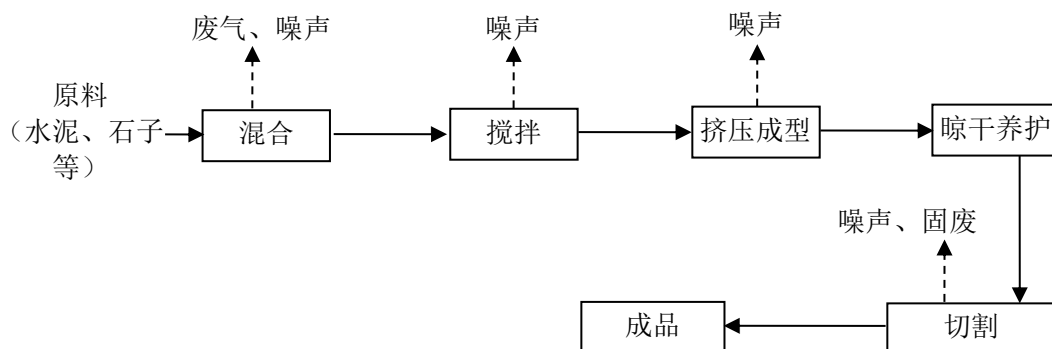 废气、噪声
噪声
噪声
原料
（水泥、石子
等）
混合
搅拌
挤压成型
晾干养护
噪声、固废
成品
切割